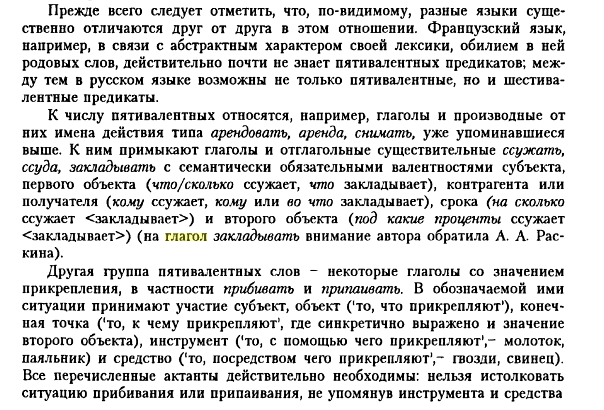 Прежде всего следует отметить, что, по-видимому, разные языки суще-
ственно отличаются друг от друга в этом отношении. Французский язык,
например, в связи с абстрактным характером своей лексики, обилием в ней
родовых слов, действительно почти не знает пятивалентных предикатов; меж-
ду тем в русском языке возможны не только пятивалентные, но и шестива-
лентные предикаты.
К числу пятивалентных относятся, например, глаголы и производные от
них имена действия типа арендовать, аренда, снимать, уже упоминавшиеся
выше. К ним примыкают глаголы и отглагольные существительные ссужать,
ссуда, закладывать с семантически обязательными валентностями субъекта,
первого объекта (что/сколько ссужает, что закладывает), контрагента или
получателя (кому ссужает, кому или во что закладывает), срока (на сколько
ссужает <закладывает>) и второго объекта (под какие проценты ссужает
<закладывает>) (на глагол закладывать внимание автора обратила А. А. Рас-
кина).
Другая группа пятивалентных слов - некоторые глаголы со значением
прикрепления, в частности прибивать и припаивать. В обозначаемой ими
ситуации принимают участие субъект, объект ('то, что прикрепляют'), конеч-
ная точка ('то, к чему прикрепляют', где синкретично выражено и значение
второго объекта), инструмент ('то, с помощью чего прикрепляют',- молоток,
паяльник) и средство ('то, посредством чего прикрепляют',- гвозди, свинец).
Все перечисленные актанты действительно необходимы: нельзя истолковать
ситуацию прибивания или припаивания, не упомянув инструмента и средства